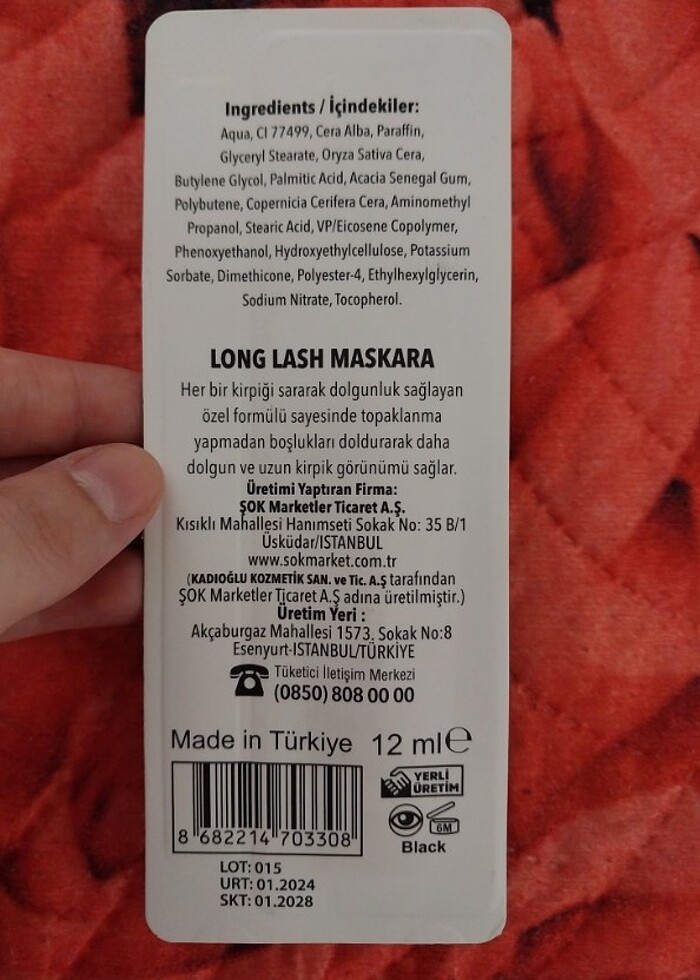 Ingredients / İçindekiler:
Aqua, CI 77499, Cera Alba, Paraffin,
Glyceryl Stearate, Oryza Sativa Cera,
Butylene Glycol, Palmitic Acid, Acacia Senegal Gum,
Polybutene, Copernicia Cerifera Cera, Aminomethyl
Propanol, Stearic Acid, VP/Eicosene Copolymer,
Phenoxyethanol, Hydroxyethylcellulose, Potassium
Sorbate, Dimethicone, Polyester-4, Ethylhexylglycerin,
Sodium Nitrate, Tocopherol.
LONG LASH MASKARA
Her bir kirpiği sararak dolgunluk sağlayan
özel formülü sayesinde topaklanma
yapmadan boşlukları doldurarak daha
dolgun ve uzun kirpik görünümü sağlar.
Üretimi Yaptıran Firma:
ŞOK Marketler Ticaret A.Ş.
Kısıklı Mahallesi Hanımseti Sokak No: 35 B/1
Üsküdar/ISTANBUL
www.sokmarket.com.tr
(KADIOĞLU KOZMETİK SAN. ve Tic. A.Ş tarafından
ŞOK Marketler Ticaret A.Ş adına üretilmiştir.)
Üretim Yeri :
Akçaburgaz Mahallesi 1573. Sokak No:8
Esenyurt-ISTANBUL/TÜRKİYE
Tüketici İletişim Merkezi
(0850) 808 00 00
Made in Türkiye 12 ml℮
YERLİ
ÜRETİM
8 682214 703308
6M
Black
LOT: 015
URT: 01.2024
SKT: 01.2028